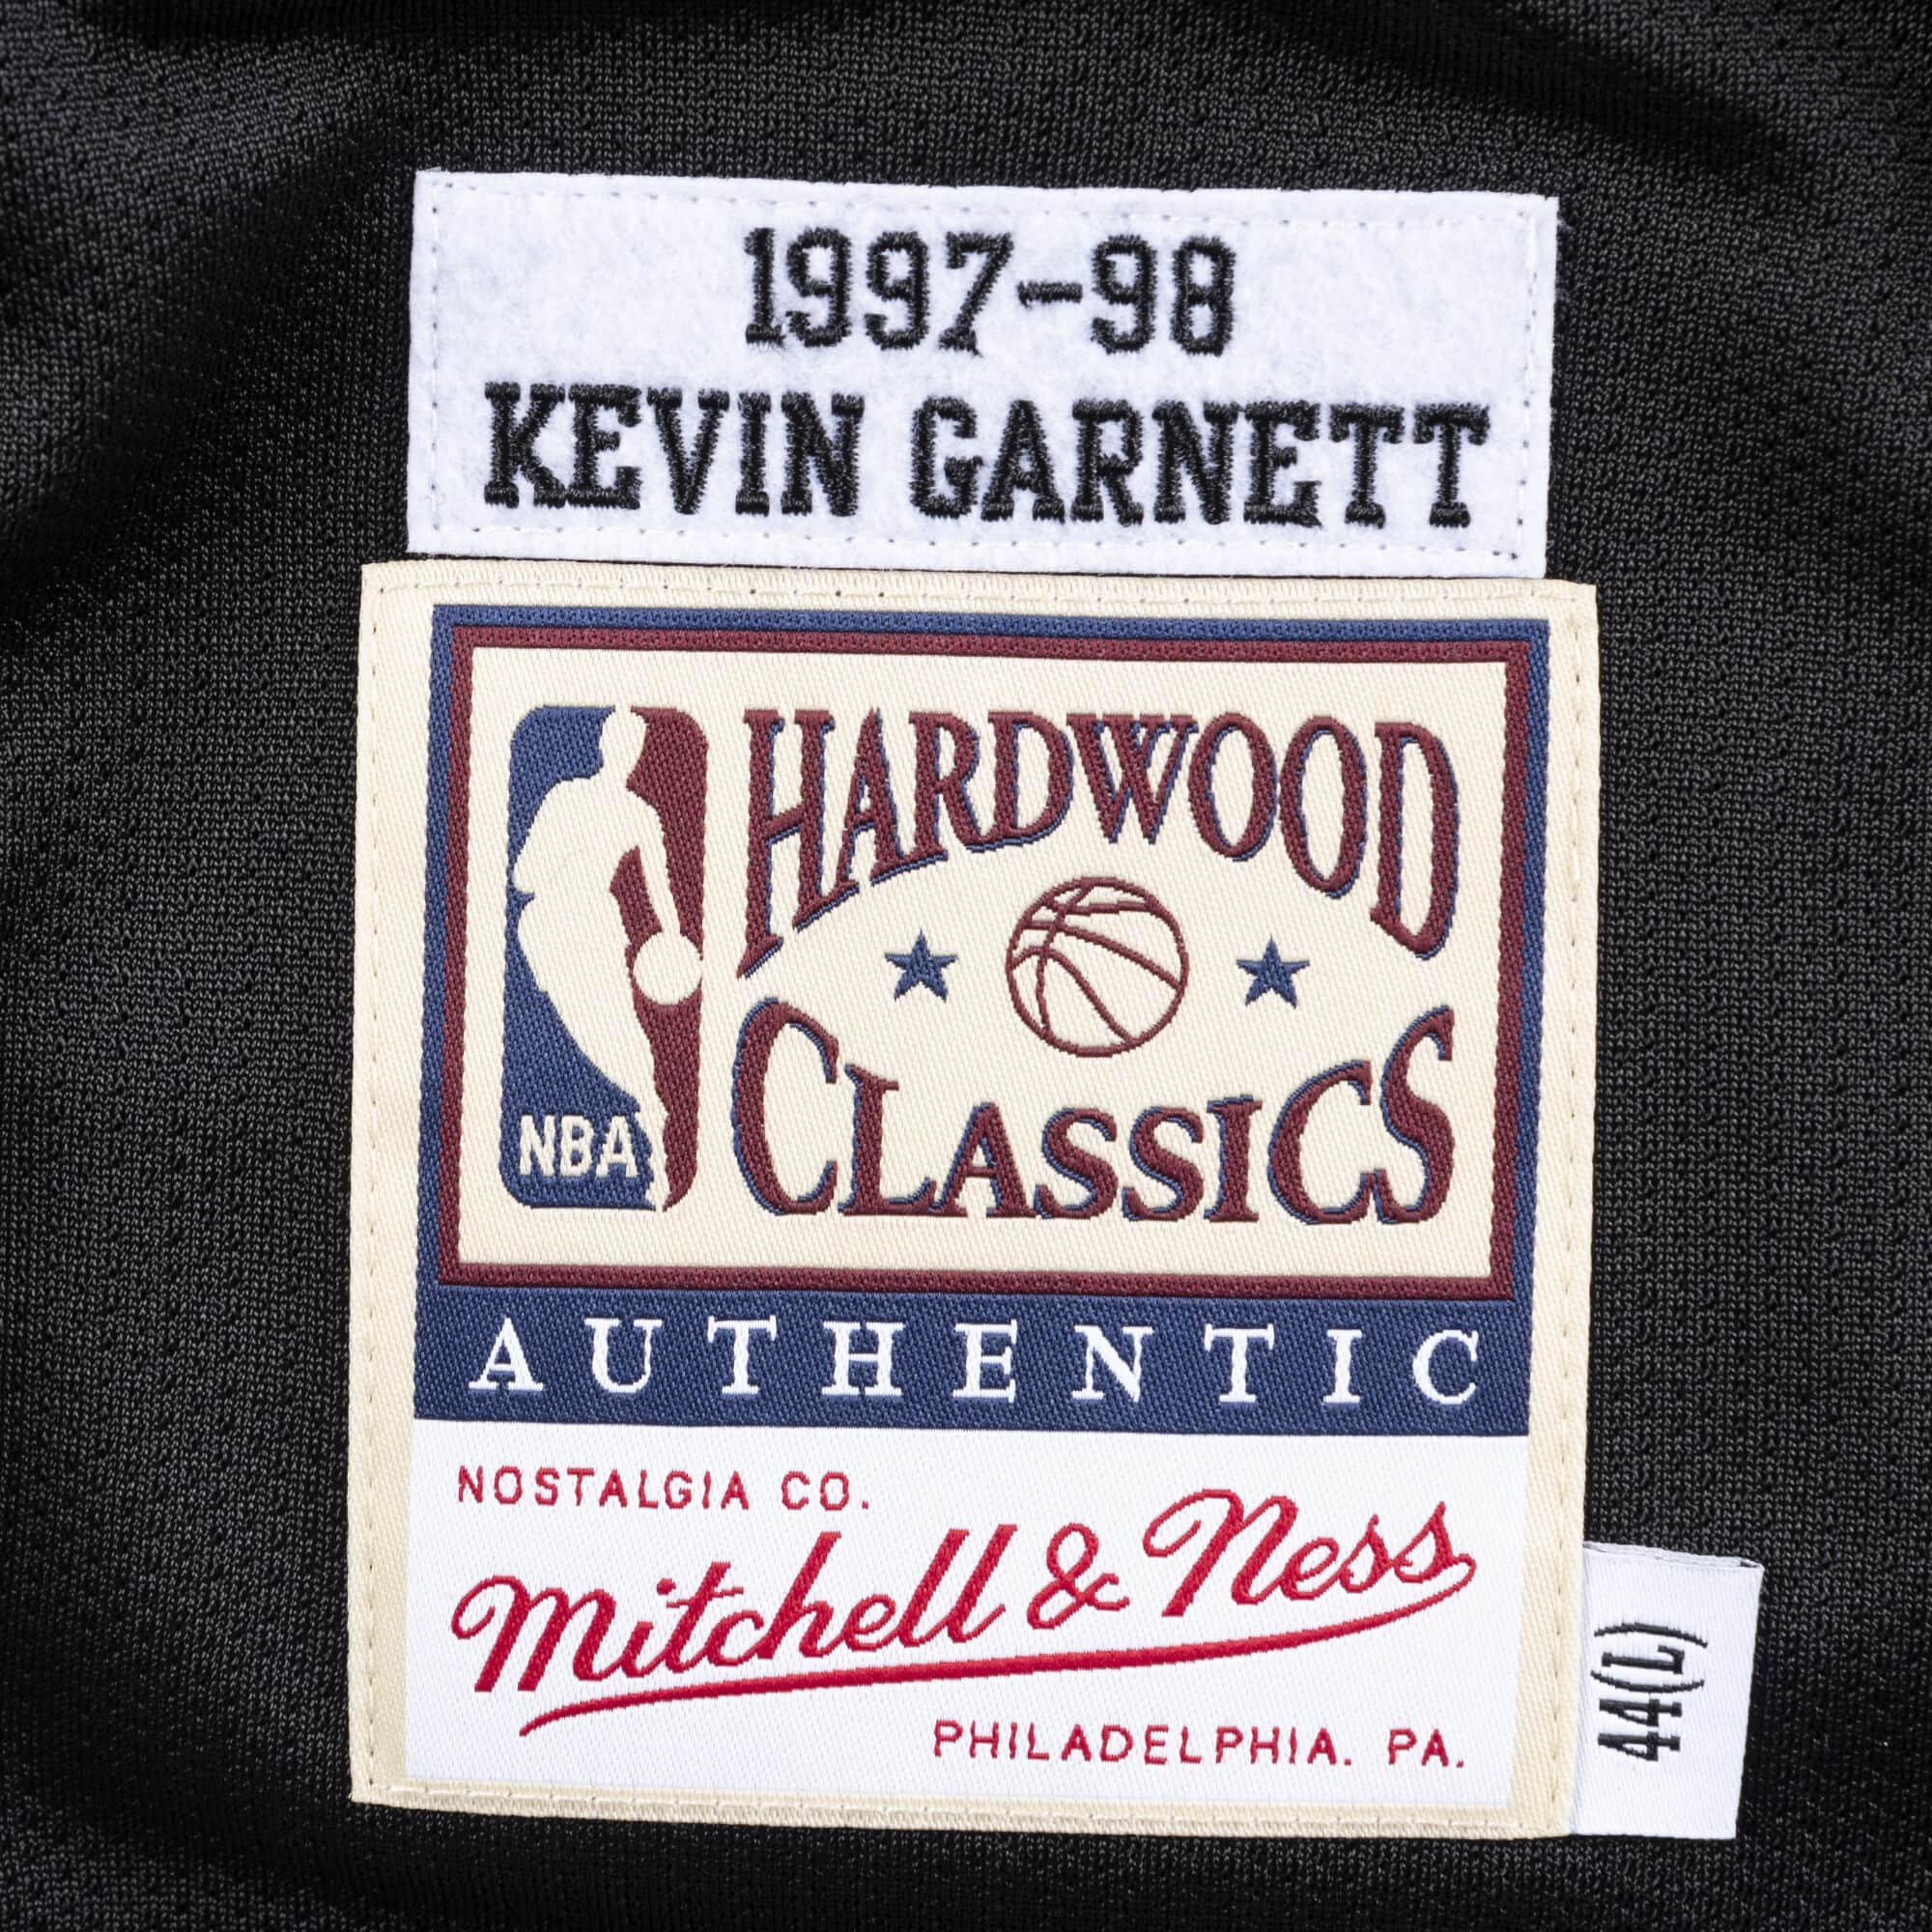 1997-98
KEVIN GARNETT
HARDWOOD
CLASSICS
NBA
AUTHENTIC
NOSTALGIA CO.
Mitchell & Ness
PHILADELPHIA. PA.
44(L)